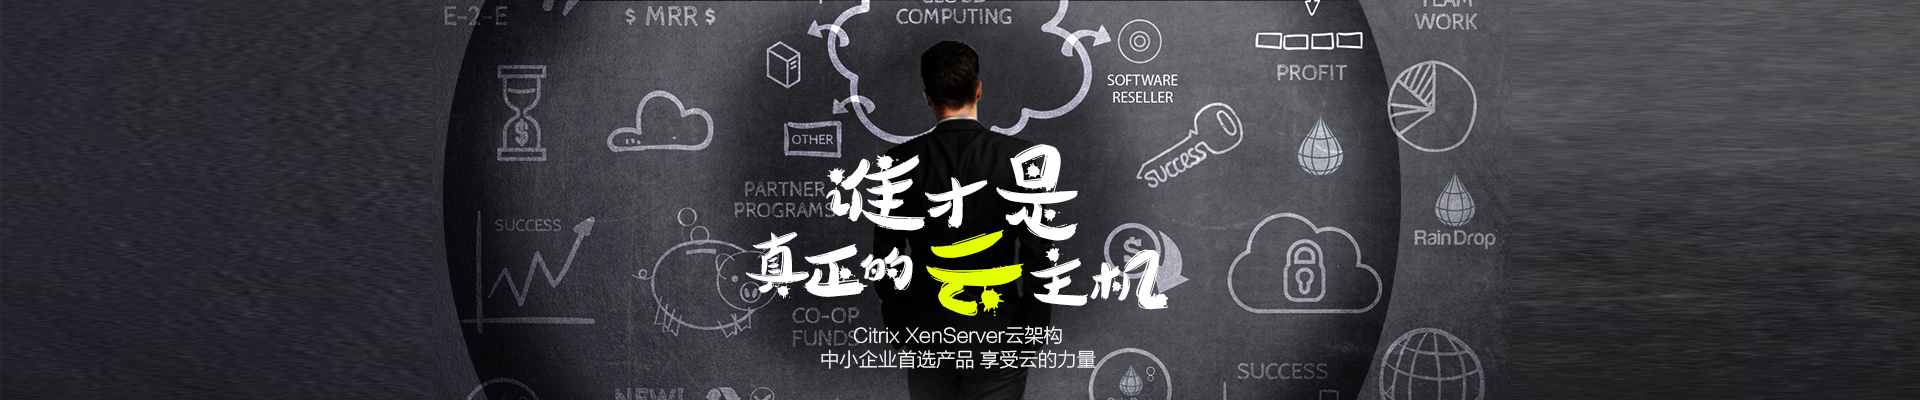 E-2-E
$ MRR $
CLOUD
COMPUTING
TEAM
WORK
SOFTWARE
RESELLER
PROFIT
OTHER
SUCCESS
PARTNER
PROGRAMS
SUCCESS
Rain Drop
谁才是
真正的云主机
CO-OP
FUNDS
Citrix XenServer云架构
中小企业首选产品 享受云的力量
SUCCESS
NEW!